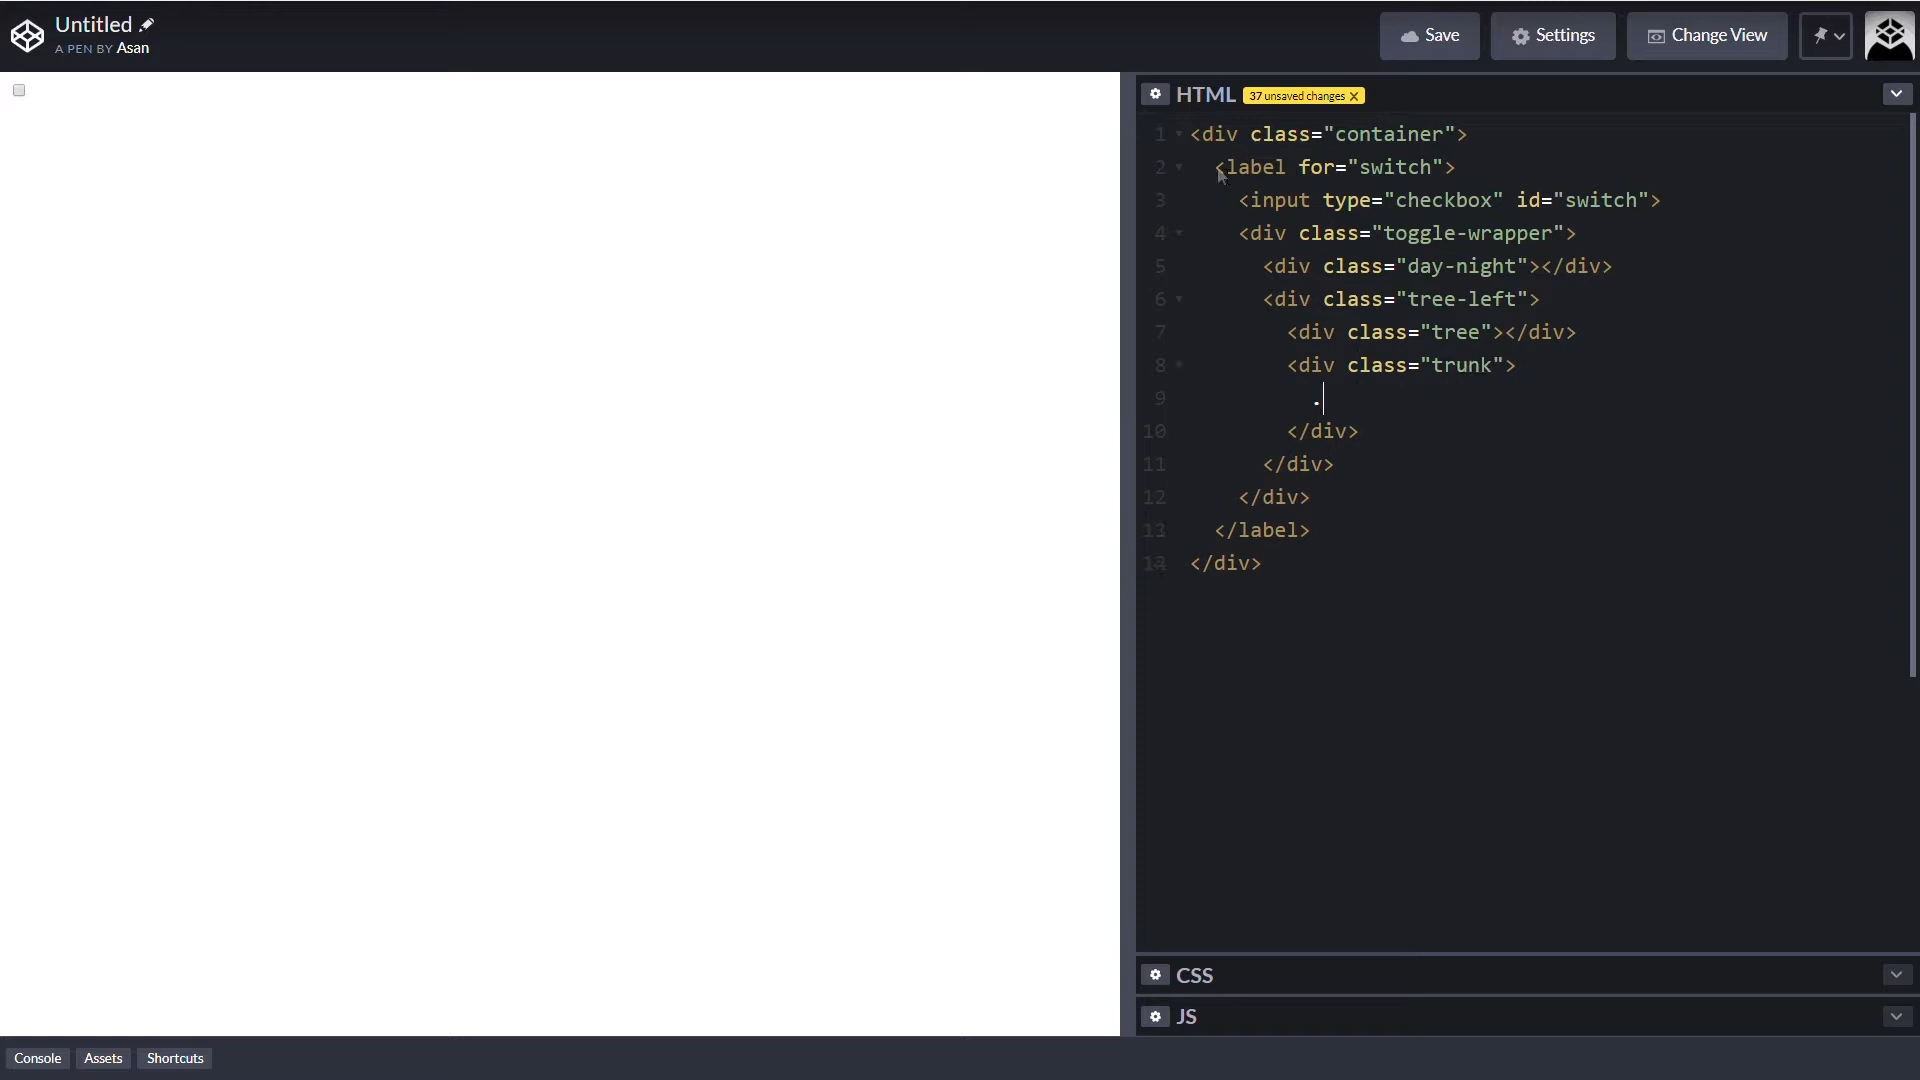 Untitled
A PEN BY Asan
Save
Settings
Change View
HTML 37 unsaved changes X
1 <div class="container">
2 <label for="switch">
3 <input type="checkbox" id="switch">
4 <div class="toggle-wrapper">
5 <div class="day-night"></div>
6 <div class="tree-left">
7 <div class="tree"></div>
8 <div class="trunk">
9 .
10 </div>
11 </div>
12 </div>
13 </label>
14 </div>
CSS
JS
Console
Assets
Shortcuts